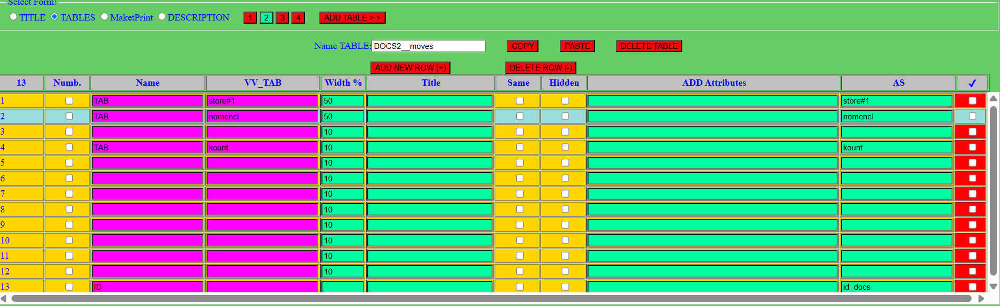 Select Form:
TITLE TABLES MaketPrint DESCRIPTION 1 2 3 4 ADD TABLE > >
Name TABLE: DOCS2__moves COPY PASTE DELETE TABLE
ADD NEW ROW (+) DELETE ROW (-)
13 Numb. Name VV_TAB Width % Title Same Hidden ADD Attributes AS ✓
1 TAB store#1 50 store#1
2 TAB nomencl 50 nomencl
3 10
4 TAB kount 10 kount
5 10
6 10
7 10
8 10
9 10
10 10
11 10
12 10
13 ID id_docs